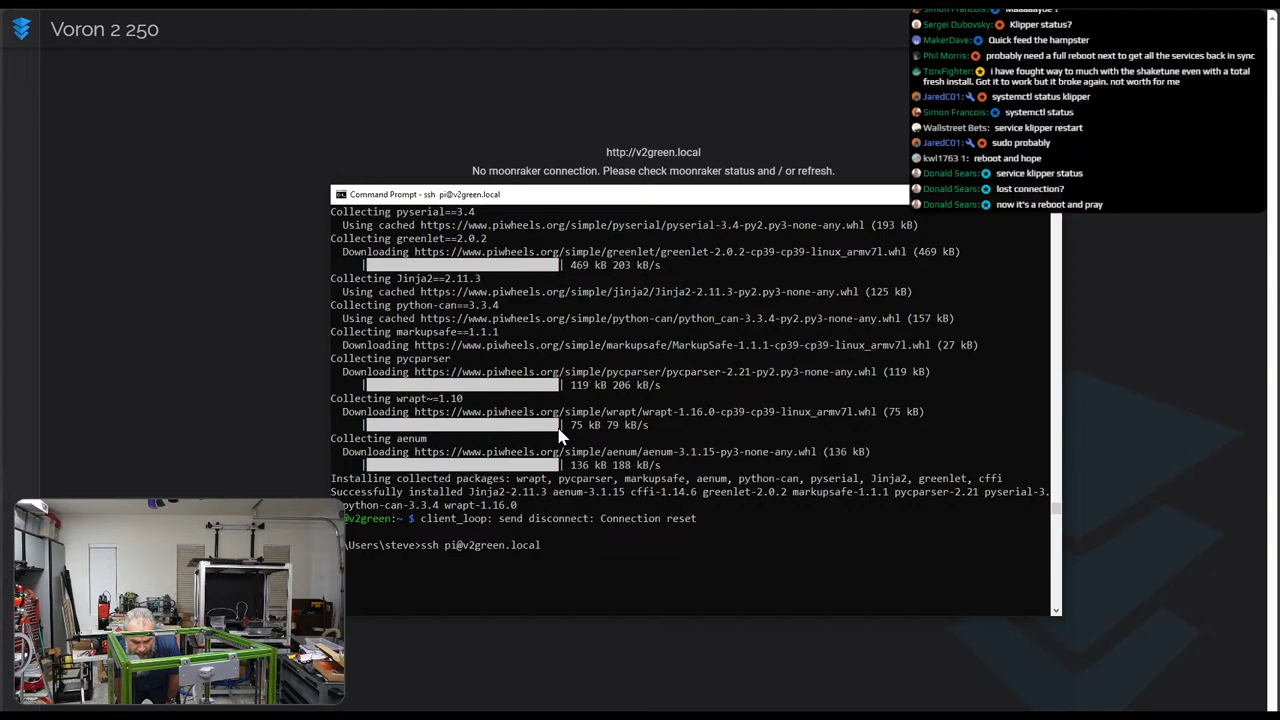 Voron 2 250
Simon Francois:
Sergei Dubovsky: Klipper status?
MakerDave: Quick feed the hampster
Phil Morris: probably need a full reboot next to get all the services back in sync
TorxFighter: i have fought way to much with the shaketune even with a total
fresh install. Got it to work but it broke again. not worth for me
JaredC01: systemctl status klipper
Simon Francois: systemctl status
Wallstreet Bets: service klipper restart
JaredC01: sudo probably
kwl1763 1: reboot and hope
Donald Sears: service klipper status
Donald Sears: lost connection?
Donald Sears: now it's a reboot and pray
http://v2green.local
No moonraker connection. Please check moonraker status and / or refresh.
Command Prompt - ssh pi@v2green.local
Collecting pyserial==3.4
Using cached https://www.piwheels.org/simple/pyserial/pyserial-3.4-py2.py3-none-any.whl (193 kB)
Collecting greenlet==2.0.2
Downloading https://www.piwheels.org/simple/greenlet/greenlet-2.0.2-cp39-cp39-linux_armv7l.whl (469 kB)
| | 469 kB 203 kB/s
Collecting Jinja2==2.11.3
Using cached https://www.piwheels.org/simple/jinja2/Jinja2-2.11.3-py2.py3-none-any.whl (125 kB)
Collecting python-can==3.3.4
Using cached https://www.piwheels.org/simple/python-can/python_can-3.3.4-py2.py3-none-any.whl (157 kB)
Collecting markupsafe==1.1.1
Downloading https://www.piwheels.org/simple/markupsafe/MarkupSafe-1.1.1-cp39-cp39-linux_armv7l.whl (27 kB)
Collecting pycparser
Downloading https://www.piwheels.org/simple/pycparser/pycparser-2.21-py2.py3-none-any.whl (119 kB)
| | 119 kB 206 kB/s
Collecting wrapt~=1.10
Downloading https://www.piwheels.org/simple/wrapt/wrapt-1.16.0-cp39-cp39-linux_armv7l.whl (75 kB)
| | 75 kB 79 kB/s
Collecting aenum
Downloading https://www.piwheels.org/simple/aenum/aenum-3.1.15-py3-none-any.whl (136 kB)
| | 136 kB 188 kB/s
Installing collected packages: wrapt, pycparser, markupsafe, aenum, python-can, pyserial, Jinja2, greenlet, cffi
Successfully installed Jinja2-2.11.3 aenum-3.1.15 cffi-1.14.6 greenlet-2.0.2 markupsafe-1.1.1 pycparser-2.21 pyserial-3.
python-can-3.3.4 wrapt-1.16.0
@v2green:~ $ client_loop: send disconnect: Connection reset
\Users\steve>ssh pi@v2green.local